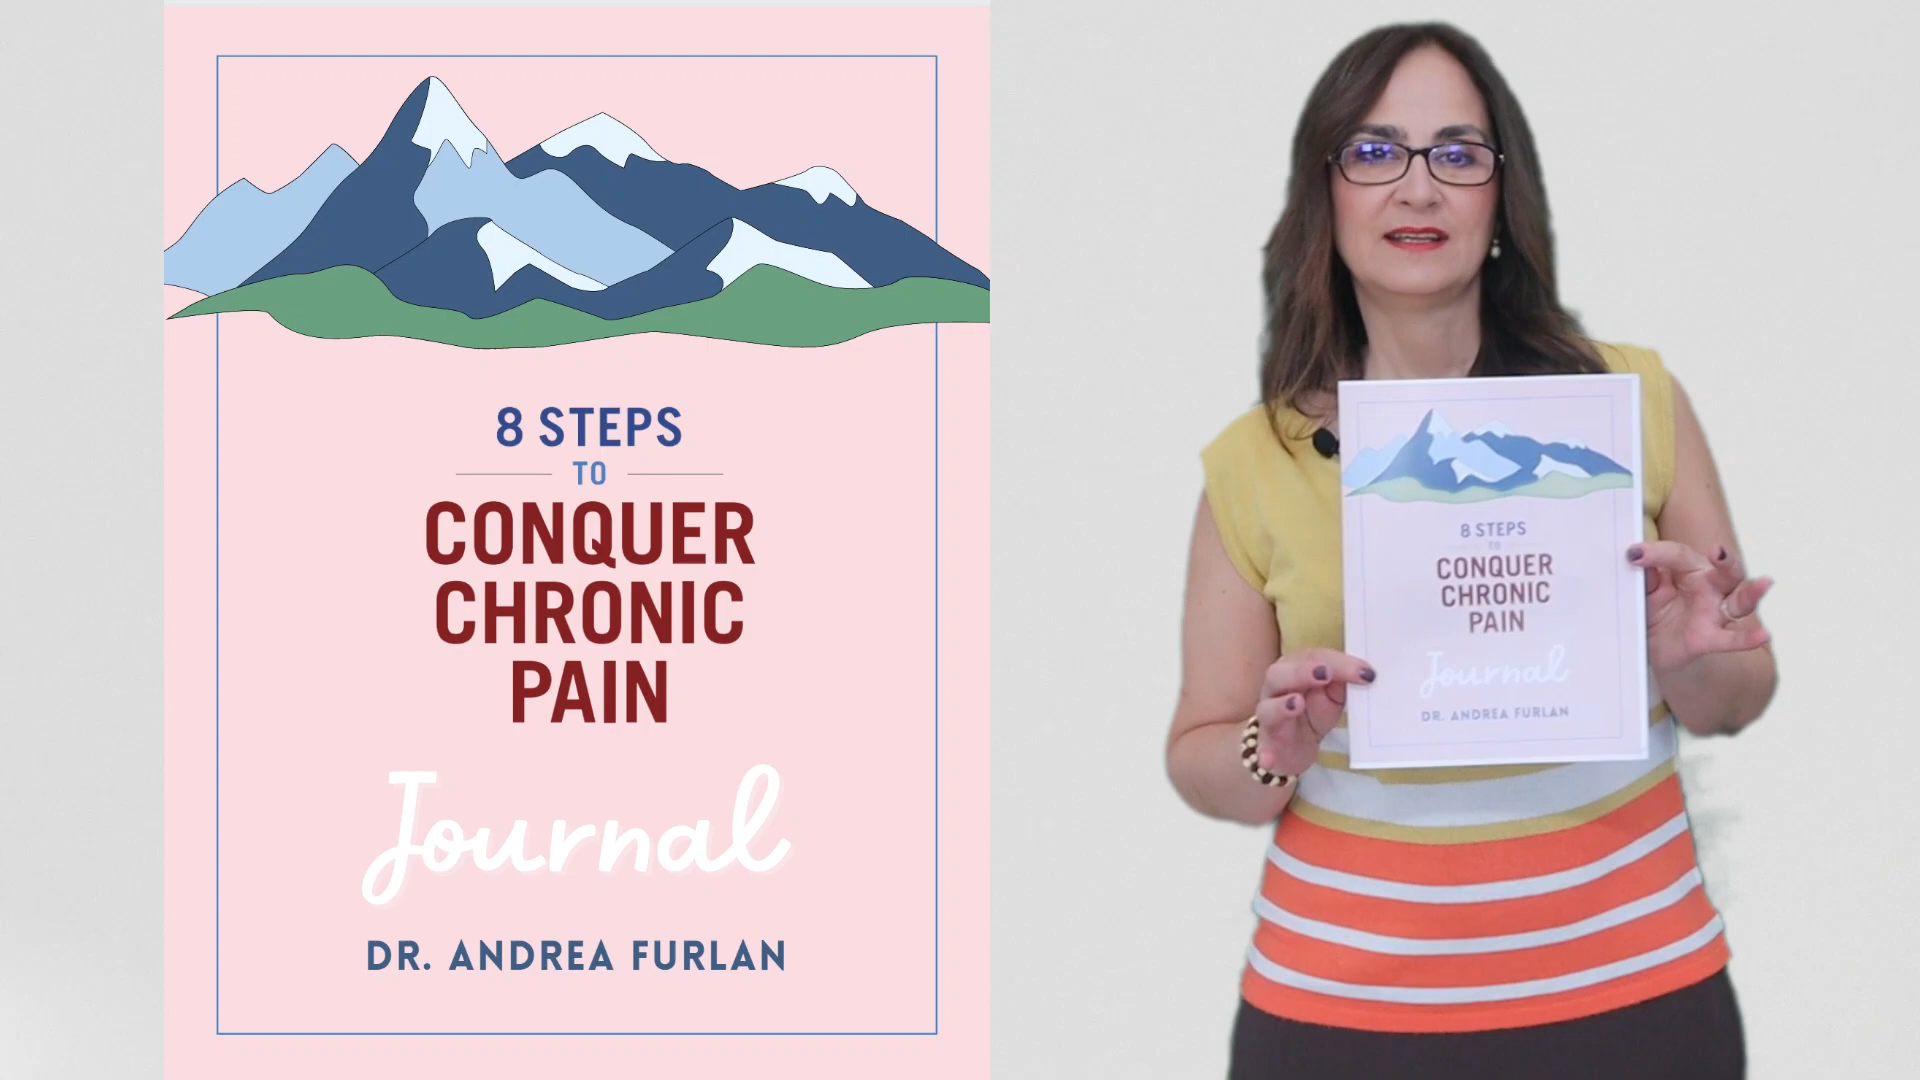 8 STEPS
TO
CONQUER
CHRONIC
PAIN
Journal
DR. ANDREA FURLAN
8 STEPS
TO
CONQUER
CHRONIC
PAIN
Journal
DR. ANDREA FURLAN